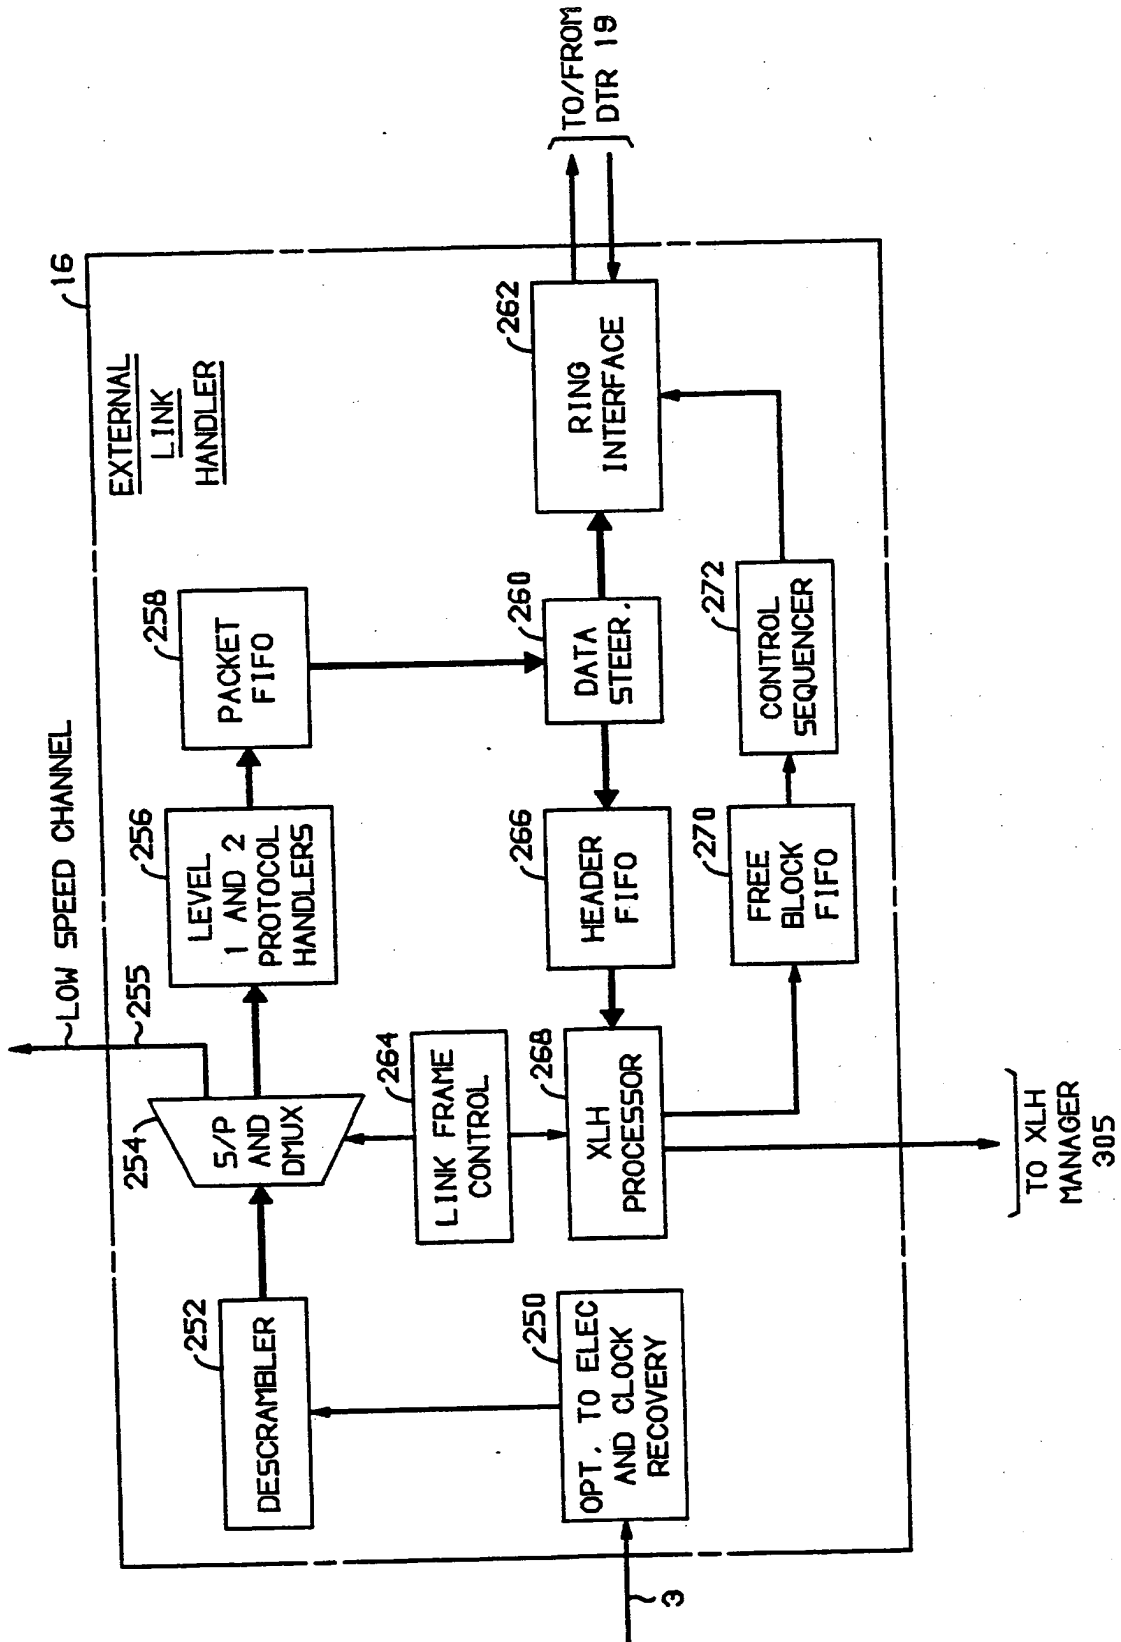 EXTERNAL
LINK
HANDLER
16
LOW SPEED CHANNEL
255
252
DESCRAMBLER
254
S/P
AND
DMUX
256
LEVEL
1 AND 2
PROTOCOL
HANDLERS
258
PACKET
FIFO
264
LINK FRAME
CONTROL
260
DATA
STEER.
262
RING
INTERFACE
TO/FROM
DTR 19
266
HEADER
FIFO
268
XLH
PROCESSOR
250
OPT. TO ELEC
AND CLOCK
RECOVERY
3
270
FREE
BLOCK
FIFO
272
CONTROL
SEQUENCER
TO XLH
MANAGER
305